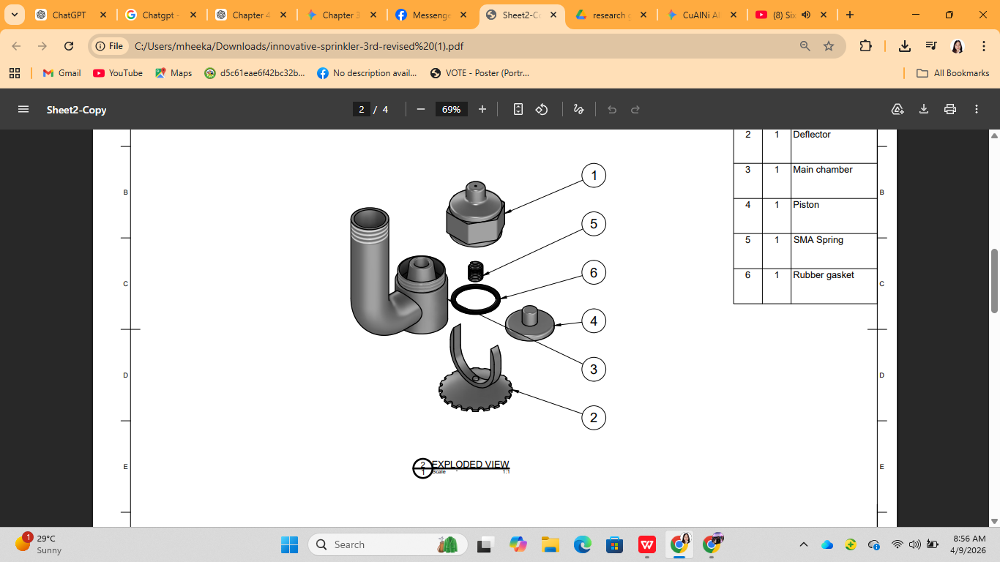 ChatGPT
Chatgpt -
Chapter 4
Chapter 3
Messenge
Sheet2-Co
research
CuAlNi Al
(8) Six
File
C:/Users/mheeka/Downloads/innovative-sprinkler-3rd-revised%20(1).pdf
Gmail
YouTube
Maps
d5c61eae6f42bc32b...
No description avail...
VOTE - Poster (Portr...
All Bookmarks
Sheet2-Copy
2 / 4
69%
2 1 Deflector
3 1 Main chamber
4 1 Piston
5 1 SMA Spring
6 1 Rubber gasket
B
B
C
C
D
D
E
E
1
5
6
4
3
2
2
1
EXPLODED VIEW
Scale 1:1
1
29°C
Sunny
Search
8:56 AM
4/9/2026